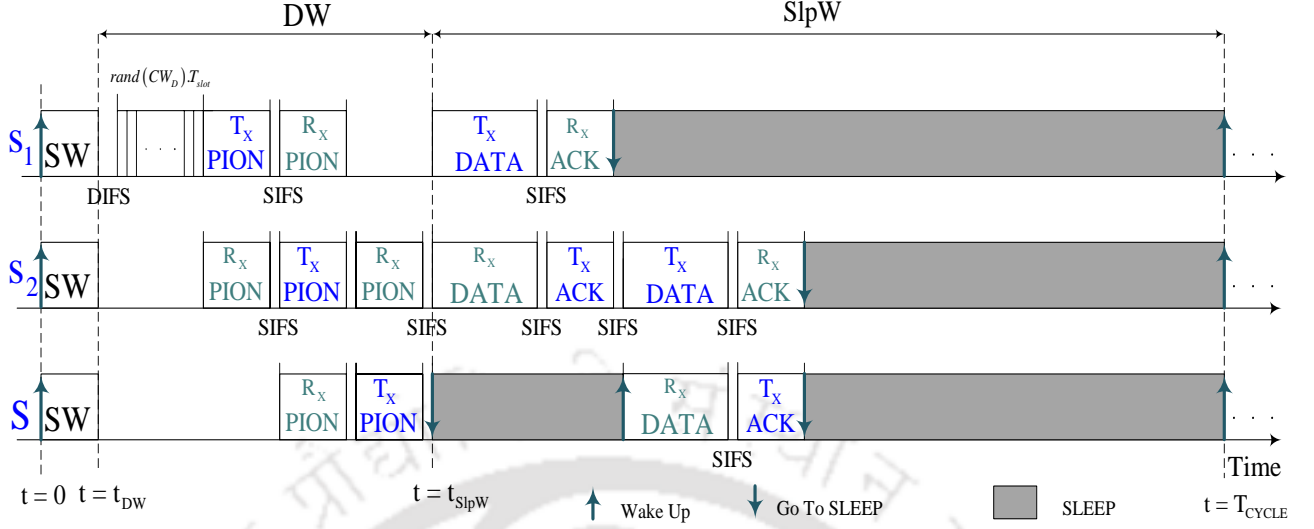 DW
SlpW
rand(CW_D).T_slot
S_1
SW
T_X
PION
R_X
PION
T_X
DATA
R_X
ACK
. . .
. . .
DIFS
SIFS
SIFS
S_2
SW
R_X
PION
T_X
PION
R_X
PION
R_X
DATA
T_X
ACK
T_X
DATA
R_X
ACK
. . .
SIFS
SIFS
SIFS
SIFS
SIFS
S
SW
R_X
PION
T_X
PION
R_X
DATA
T_X
ACK
. . .
SIFS
Time
t = 0
t = t_DW
t = t_SlpW
Wake Up
Go To SLEEP
SLEEP
t = T_CYCLE